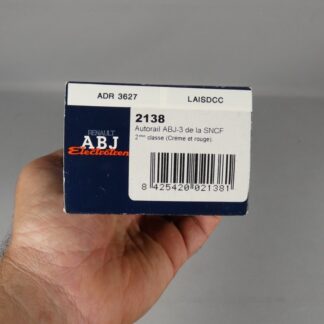 ADR 3627 LAISDCC
2138
Autorail ABJ-3 de la SNCF
2ème classe (Crème et rouge).
RENAULT
ABJ
Electrotren
8 425420 021381